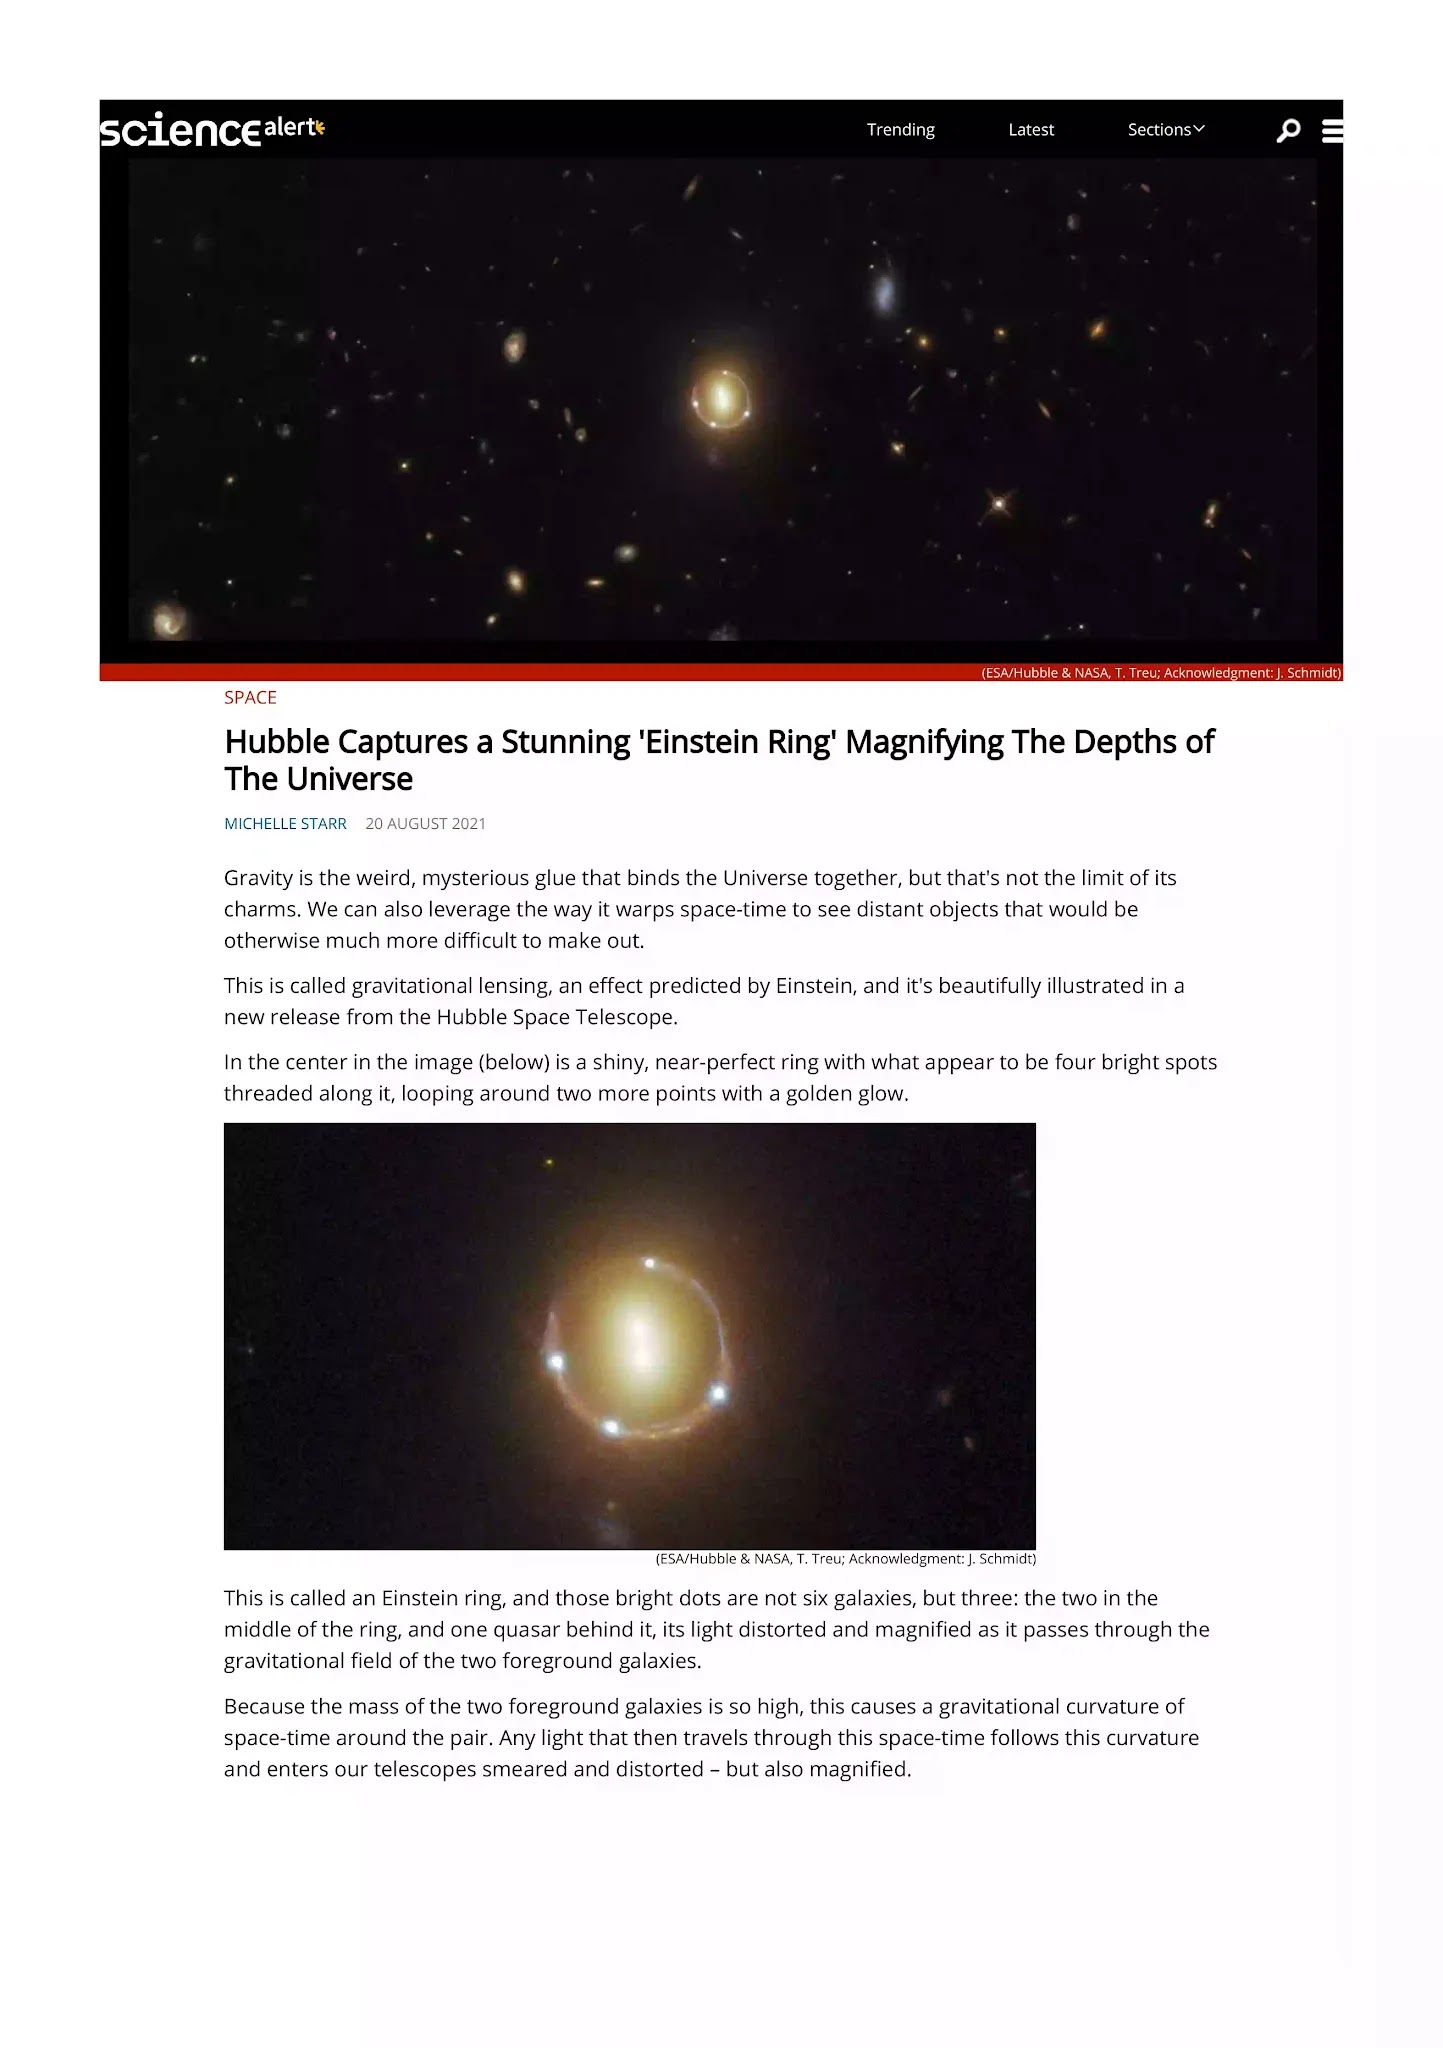 science alert
Trending Latest Sections
(ESA/Hubble & NASA, T. Treu; Acknowledgment: J. Schmidt)
SPACE
Hubble Captures a Stunning 'Einstein Ring' Magnifying The Depths of
The Universe
MICHELLE STARR 20 AUGUST 2021
Gravity is the weird, mysterious glue that binds the Universe together, but that's not the limit of its
charms. We can also leverage the way it warps space-time to see distant objects that would be
otherwise much more difficult to make out.
This is called gravitational lensing, an effect predicted by Einstein, and it's beautifully illustrated in a
new release from the Hubble Space Telescope.
In the center in the image (below) is a shiny, near-perfect ring with what appear to be four bright spots
threaded along it, looping around two more points with a golden glow.
(ESA/Hubble & NASA, T. Treu; Acknowledgment: J. Schmidt)
This is called an Einstein ring, and those bright dots are not six galaxies, but three: the two in the
middle of the ring, and one quasar behind it, its light distorted and magnified as it passes through the
gravitational field of the two foreground galaxies.
Because the mass of the two foreground galaxies is so high, this causes a gravitational curvature of
space-time around the pair. Any light that then travels through this space-time follows this curvature
and enters our telescopes smeared and distorted – but also magnified.